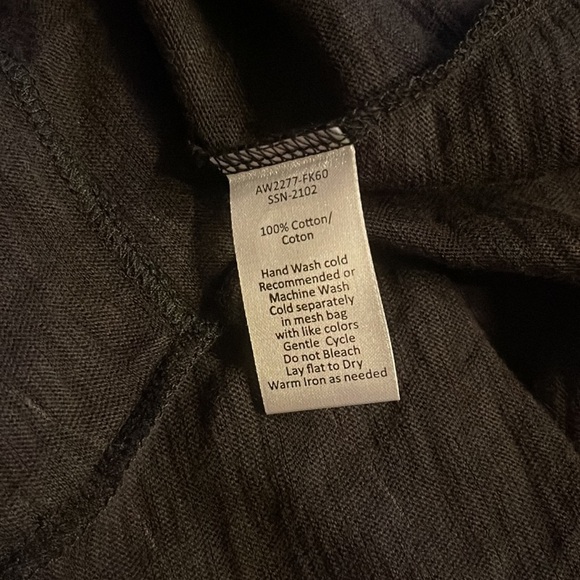 AW2277-FK60
SSN-2102
100% Cotton/
Coton
Hand Wash cold
Recommended or
Machine Wash
Cold separately
in mesh bag
with like colors
Gentle Cycle
Do not Bleach
Lay flat to Dry
Warm Iron as needed